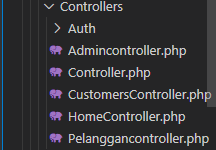 Controllers
Auth
Admincontroller.php
Controller.php
CustomersController.php
HomeController.php
Pelanggancontroller.php